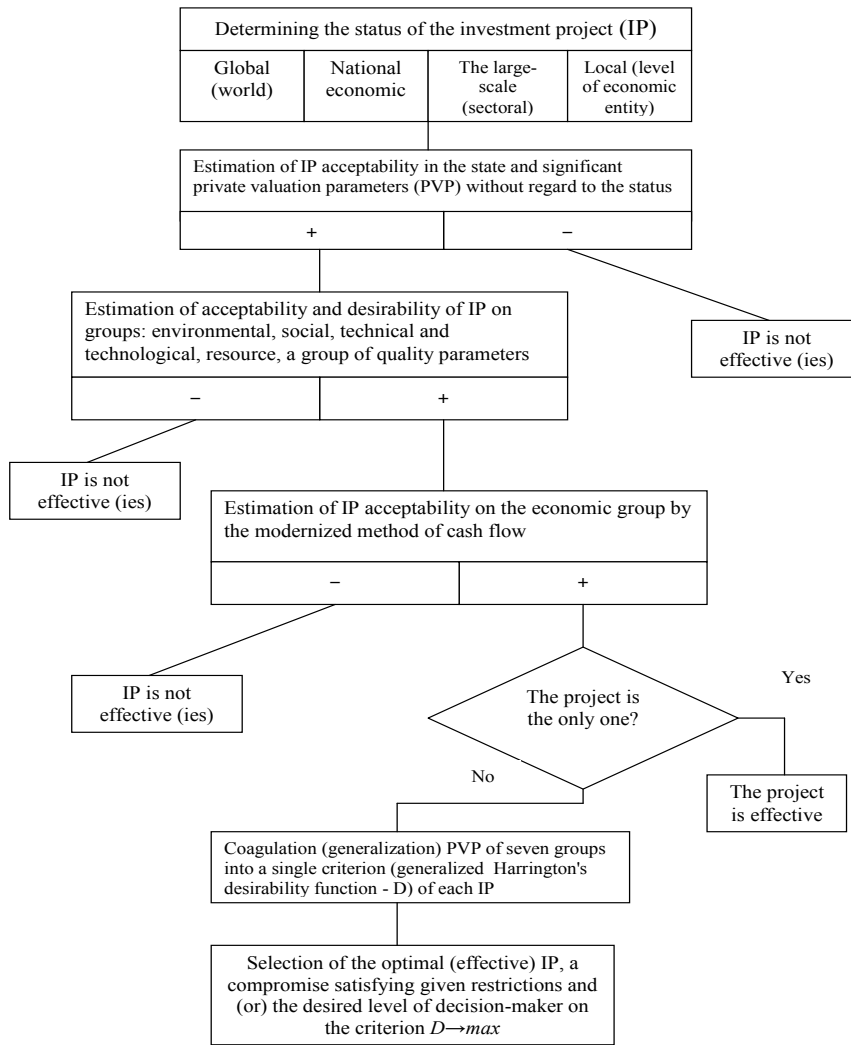 Determining the status of the investment project (IP)
Global
(world)
National
economic
The large-
scale
(sectoral)
Local (level
of economic
entity)
Estimation of IP acceptability in the state and significant
private valuation parameters (PVP) without regard to the status
+
–
Estimation of acceptability and desirability of IP on
groups: environmental, social, technical and
technological, resource, a group of quality parameters
–
+
IP is not
effective (ies)
IP is not
effective (ies)
Estimation of IP acceptability on the economic group by
the modernized method of cash flow
–
+
IP is not
effective (ies)
The project is
the only one?
Yes
No
The project
is effective
Coagulation (generalization) PVP of seven groups
into a single criterion (generalized Harrington's
desirability function - D) of each IP
Selection of the optimal (effective) IP, a
compromise satisfying given restrictions and
(or) the desired level of decision-maker on
the criterion D→max